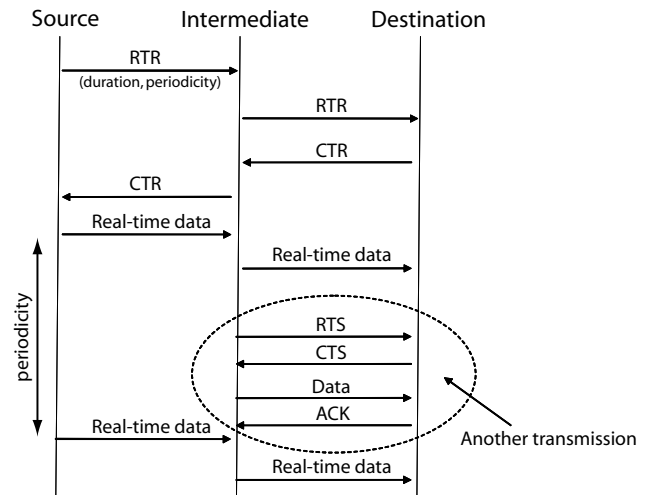 Source Intermediate Destination
RTR
(duration, periodicity)
RTR
CTR
CTR
Real-time data
Real-time data
periodicity
RTS
CTS
Data
ACK
Real-time data
Another transmission
Real-time data